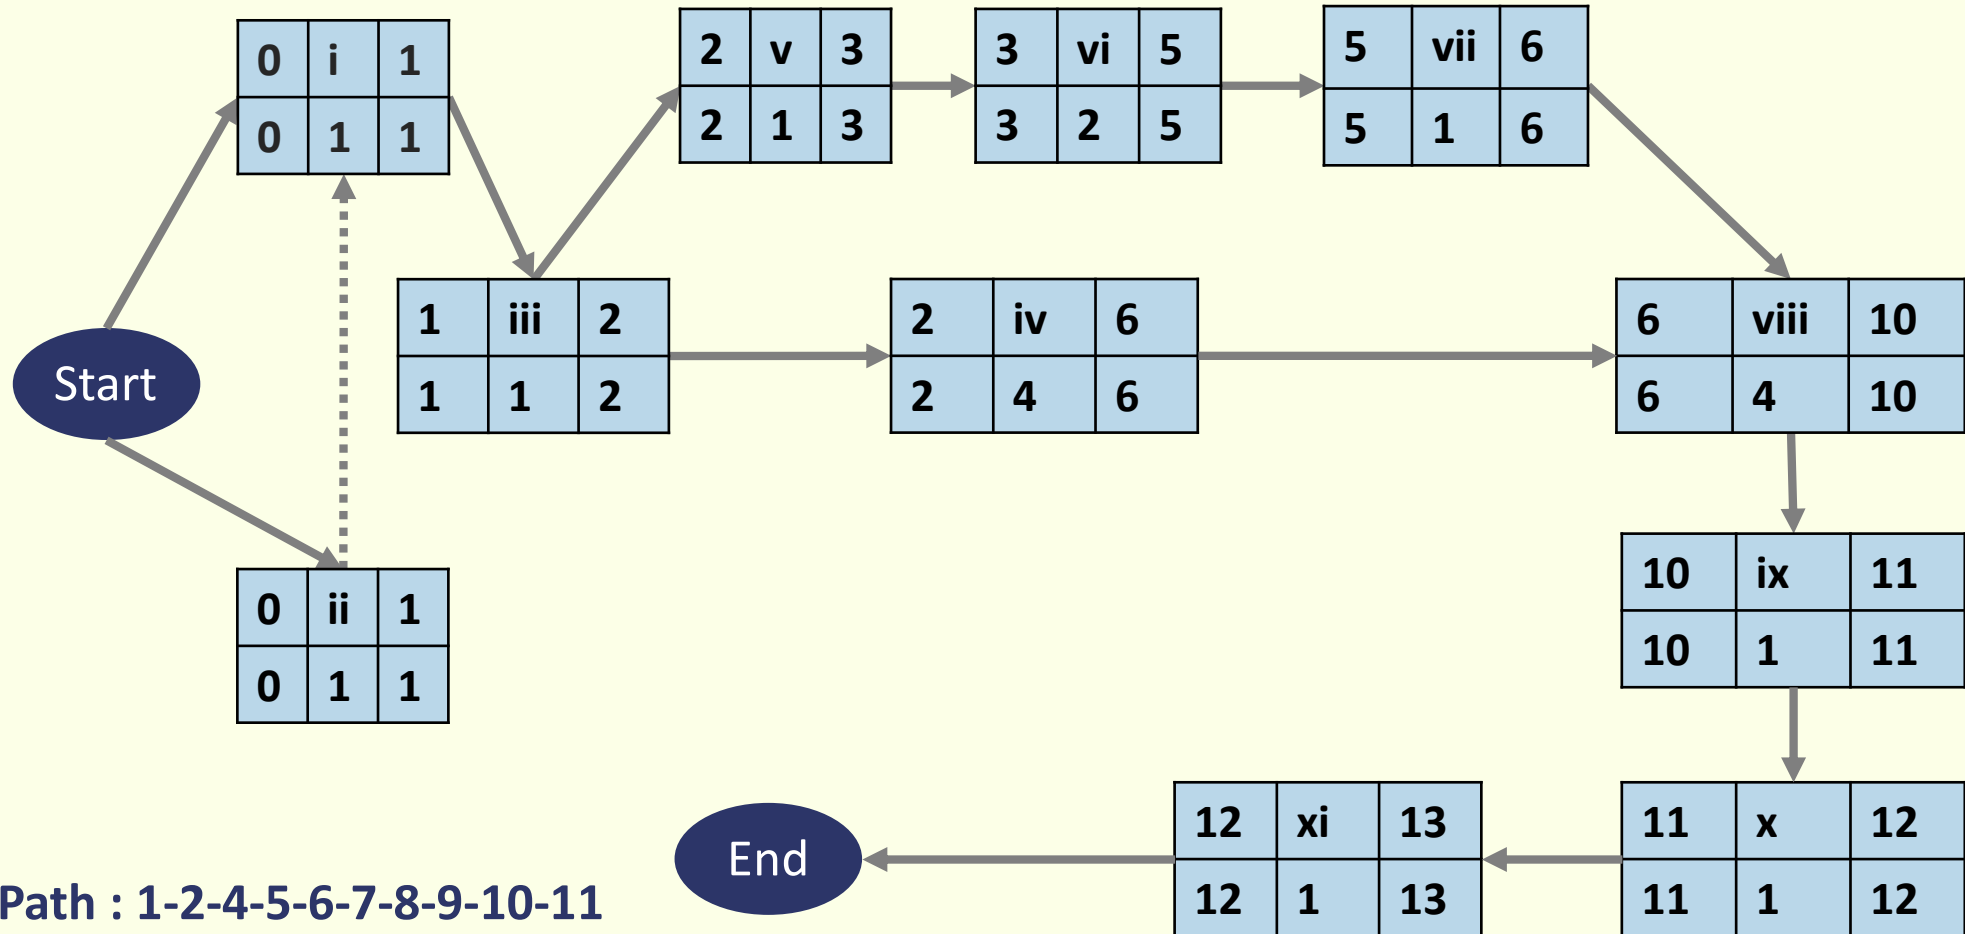 0 i 1
0 1 1
2 v 3
2 1 3
3 vi 5
3 2 5
5 vii 6
5 1 6
Start
1 iii 2
1 1 2
2 iv 6
2 4 6
6 viii 10
6 4 10
0 ii 1
0 1 1
10 ix 11
10 1 11
End
12 xi 13
12 1 13
11 x 12
11 1 12
Path : 1-2-4-5-6-7-8-9-10-11